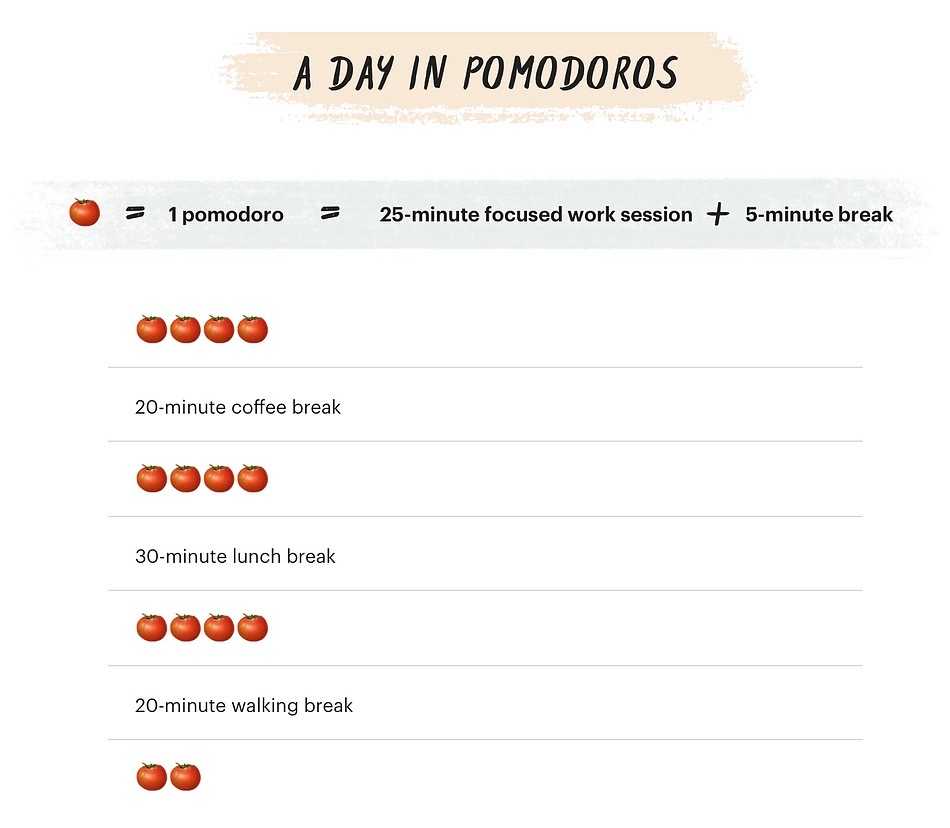 A DAY IN POMODOROS
= 1 pomodoro = 25-minute focused work session + 5-minute break
20-minute coffee break
30-minute lunch break
20-minute walking break